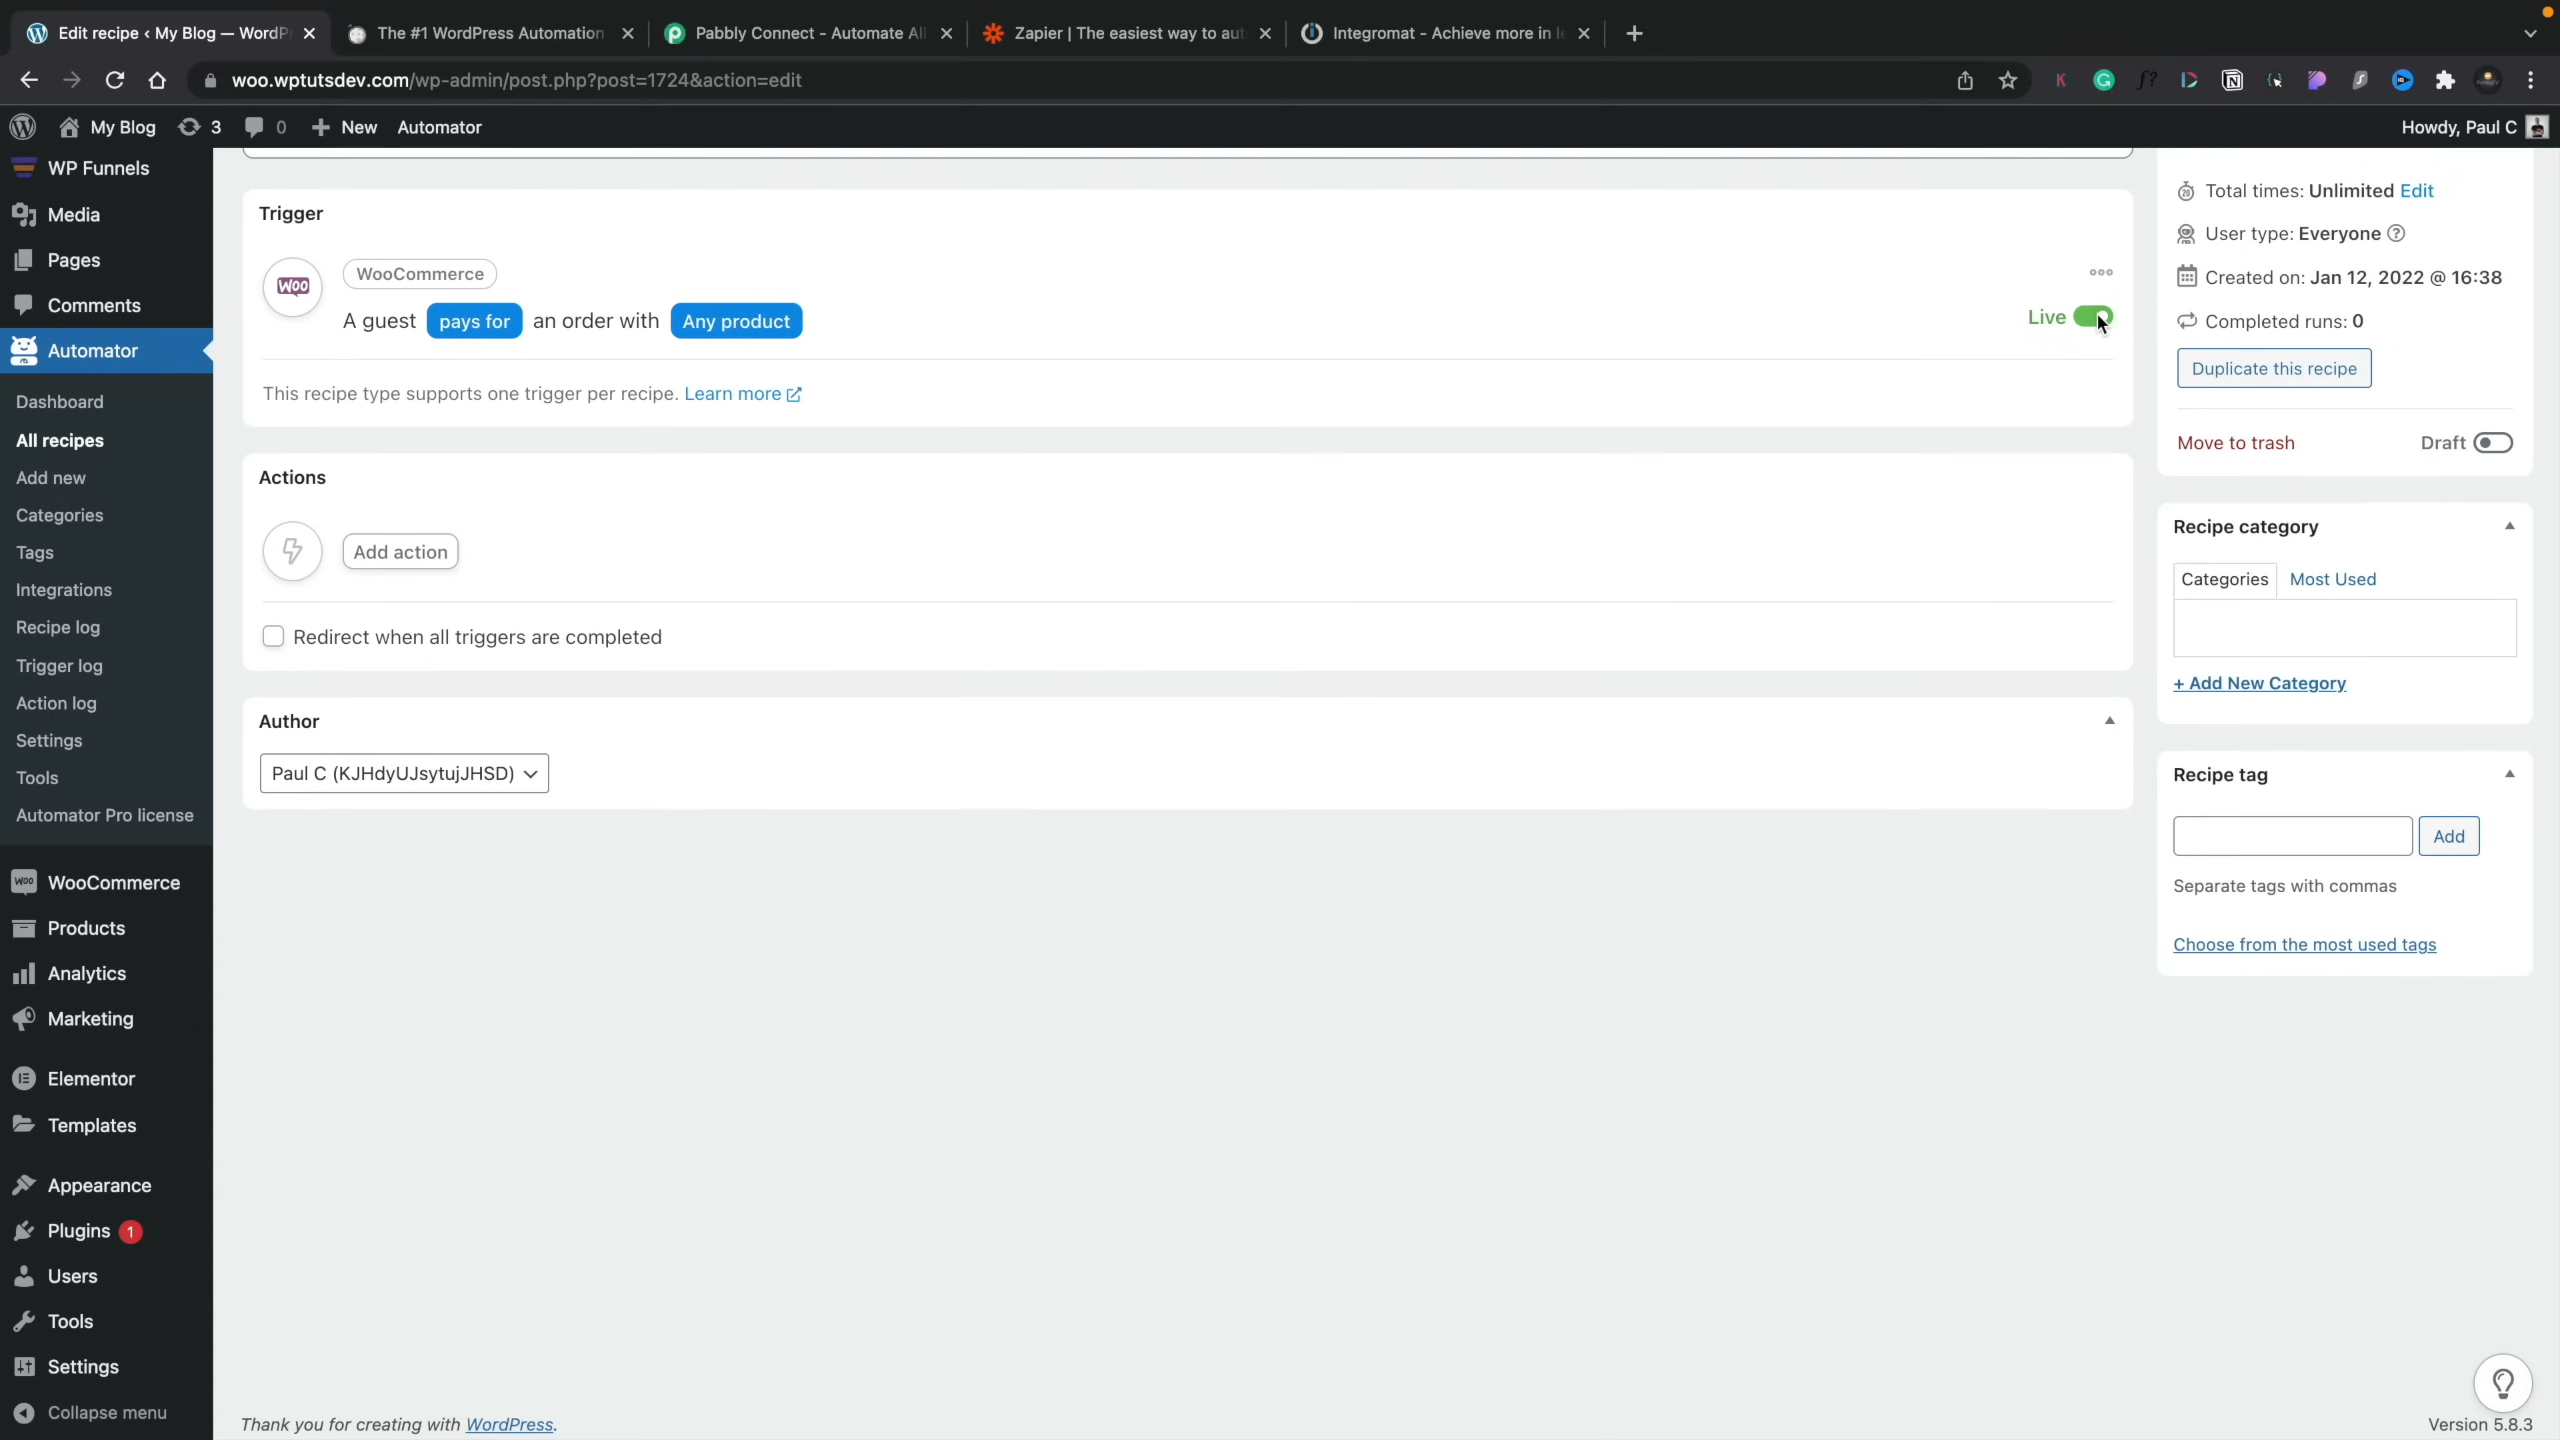 Edit recipe ‹ My Blog — WordP
The #1 WordPress Automation
Pabbly Connect - Automate All
Zapier | The easiest way to aut
Integromat - Achieve more in le
woo.wptutsdev.com/wp-admin/post.php?post=1724&action=edit
My Blog
3
0
New
Automator
Howdy, Paul C
WP Funnels
Media
Pages
Comments
Automator
Dashboard
All recipes
Add new
Categories
Tags
Integrations
Recipe log
Trigger log
Action log
Settings
Tools
Automator Pro license
WooCommerce
Products
Analytics
Marketing
Elementor
Templates
Appearance
Plugins 1
Users
Tools
Settings
Collapse menu
Trigger
WOO
WooCommerce
A guest pays for an order with Any product
Live
This recipe type supports one trigger per recipe. Learn more
Actions
Add action
Redirect when all triggers are completed
Author
Paul C (KJHdyUJsytujJHSD)
Total times: Unlimited Edit
User type: Everyone
Created on: Jan 12, 2022 @ 16:38
Completed runs: 0
Duplicate this recipe
Move to trash
Draft
Recipe category
Categories
Most Used
+ Add New Category
Recipe tag
Add
Separate tags with commas
Choose from the most used tags
Thank you for creating with WordPress.
Version 5.8.3